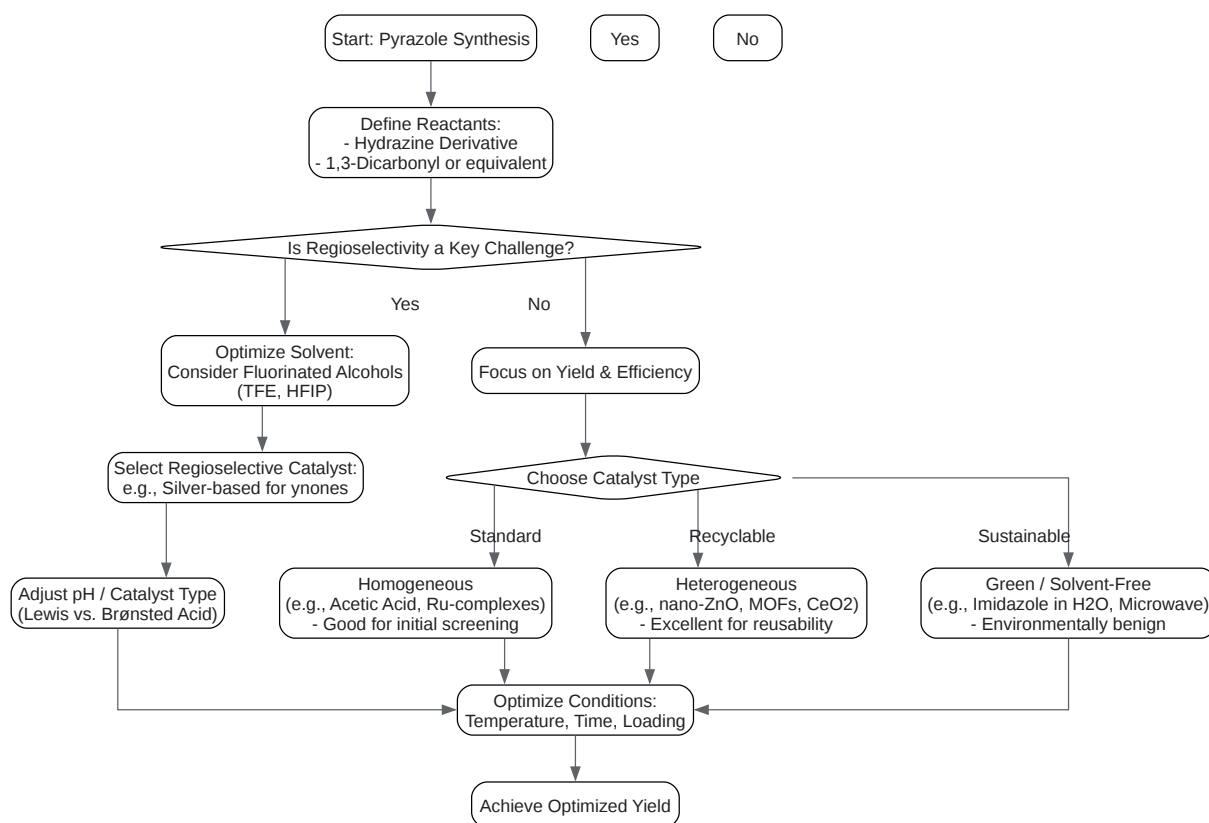 Start: Pyrazole Synthesis
Yes
No
Define Reactants:
- Hydrazine Derivative
- 1,3-Dicarbonyl or equivalent
Is Regioselectivity a Key Challenge?
Yes
No
Optimize Solvent:
Consider Fluorinated Alcohols
(TFE, HFIP)
Focus on Yield & Efficiency
Select Regioselective Catalyst:
e.g., Silver-based for ynones
Choose Catalyst Type
Standard
Recyclable
Sustainable
Adjust pH / Catalyst Type
(Lewis vs. Brønsted Acid)
Homogeneous
(e.g., Acetic Acid, Ru-complexes)
- Good for initial screening
Heterogeneous
(e.g., nano-ZnO, MOFs, CeO2)
- Excellent for reusability
Green / Solvent-Free
(e.g., Imidazole in H2O, Microwave)
- Environmentally benign
Optimize Conditions:
Temperature, Time, Loading
Achieve Optimized Yield